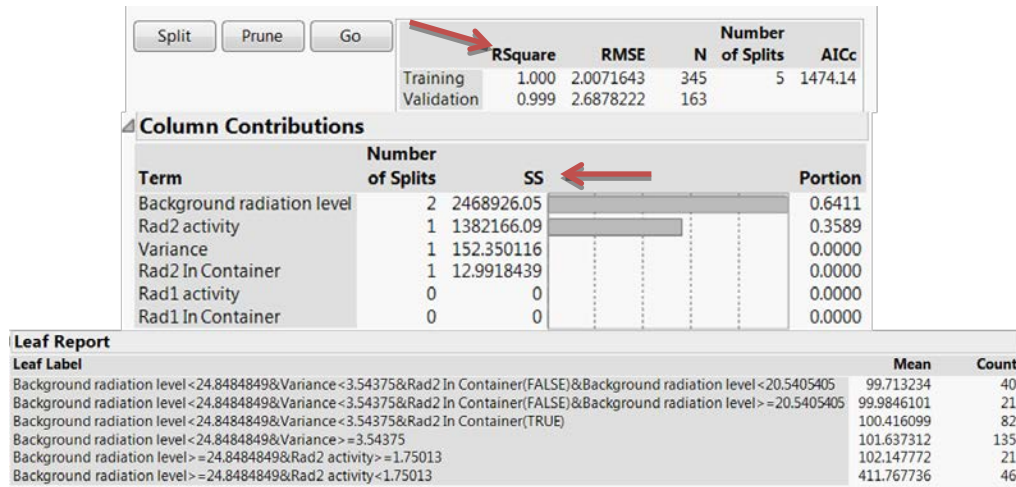 Split Prune Go
Number
RSquare RMSE N of Splits AICc
Training 1.000 2.0071643 345 5 1474.14
Validation 0.999 2.6878222 163
Column Contributions
Number
Term of Splits SS Portion
Background radiation level 2 2468926.05 0.6411
Rad2 activity 1 1382166.09 0.3589
Variance 1 152.350116 0.0000
Rad2 In Container 1 12.9918439 0.0000
Rad1 activity 0 0 0.0000
Rad1 In Container 0 0 0.0000
Leaf Report
Leaf Label Mean Count
Background radiation level<24.8484849&Variance<3.54375&Rad2 In Container(FALSE)&Background radiation level<20.5405405 99.713234 40
Background radiation level<24.8484849&Variance<3.54375&Rad2 In Container(FALSE)&Background radiation level>=20.5405405 99.9846101 21
Background radiation level<24.8484849&Variance<3.54375&Rad2 In Container(TRUE) 100.416099 82
Background radiation level<24.8484849&Variance>=3.54375 101.637312 135
Background radiation level>=24.8484849&Rad2 activity>=1.75013 102.147772 21
Background radiation level>=24.8484849&Rad2 activity<1.75013 411.767736 46